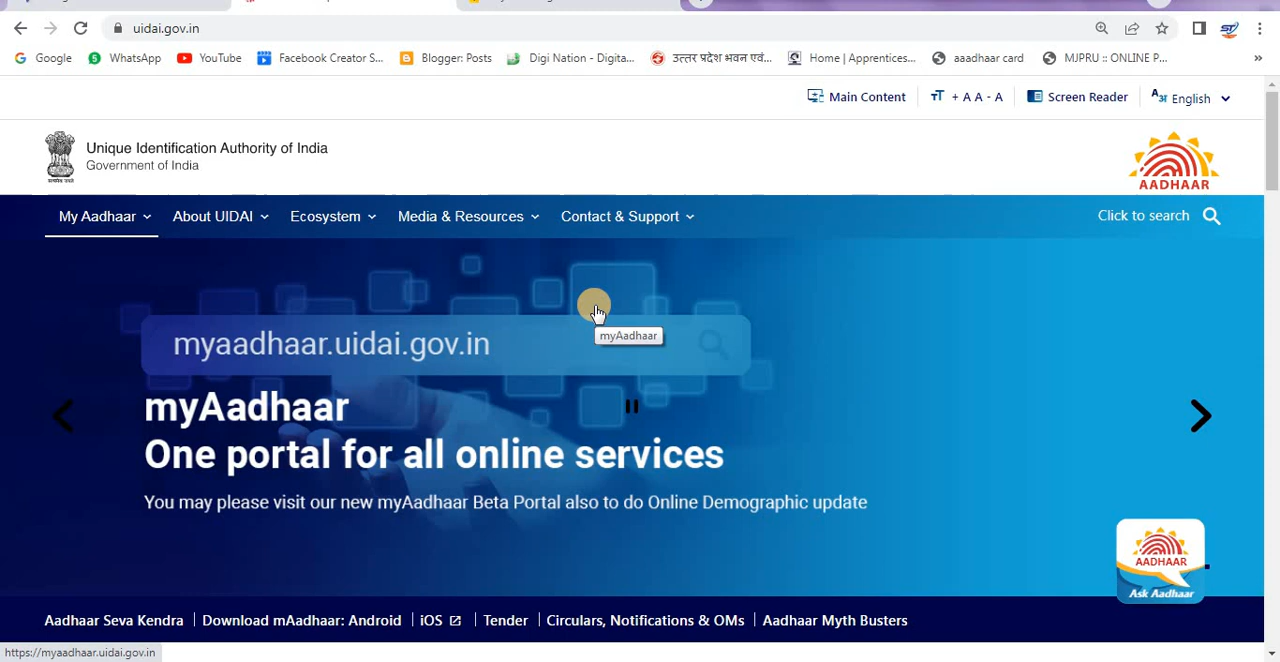 uidai.gov.in
Google
WhatsApp
YouTube
Facebook Creator S...
Blogger: Posts
Digi Nation - Digita...
उत्तर प्रदेश भवन एवं...
Home | Apprentices...
aaadhaar card
MJPRU :: ONLINE P...
Main Content
+ A A - A
Screen Reader
English
Unique Identification Authority of India
Government of India
AADHAAR
My Aadhaar
About UIDAI
Ecosystem
Media & Resources
Contact & Support
Click to search
myAadhaar
myaadhaar.uidai.gov.in
myAadhaar
One portal for all online services
You may please visit our new myAadhaar Beta Portal also to do Online Demographic update
AADHAAR
Ask Aadhaar
Aadhaar Seva Kendra
Download mAadhaar: Android
iOS
Tender
Circulars, Notifications & OMs
Aadhaar Myth Busters
https://myaadhaar.uidai.gov.in